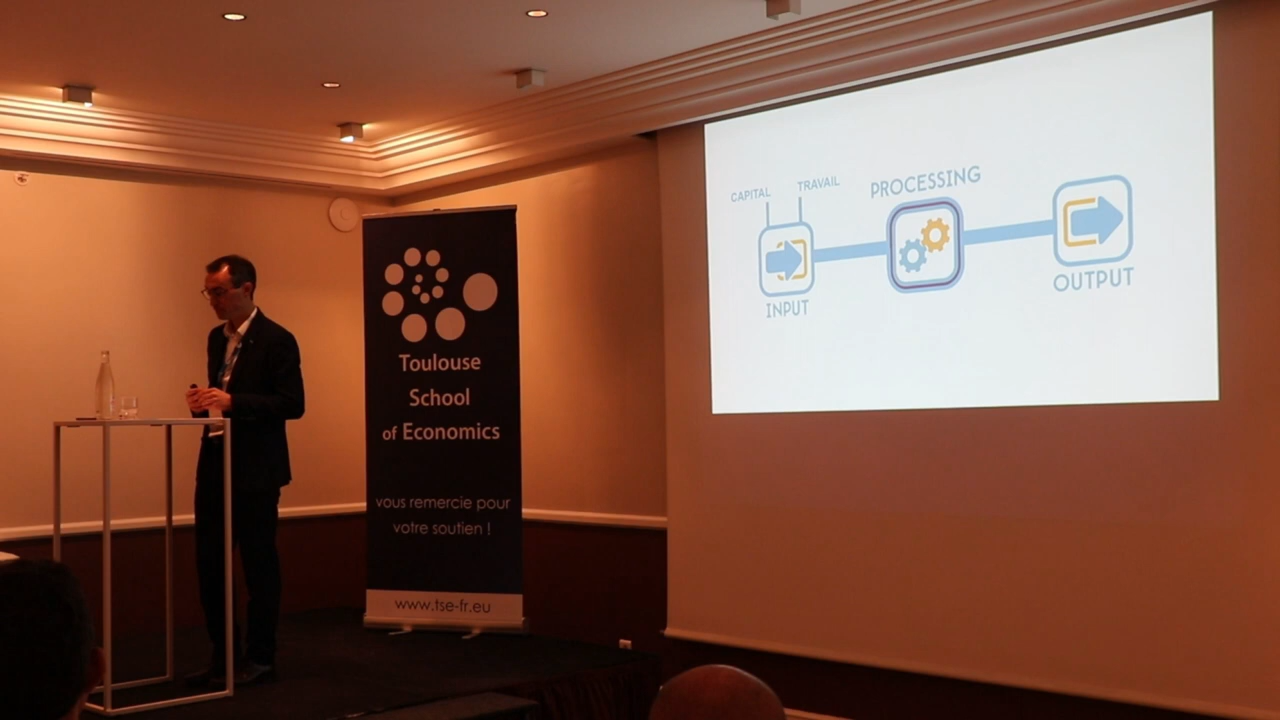 Toulouse
School
of Economics
vous remercie pour
votre soutien !
www.tse-fr.eu
CAPITAL
TRAVAIL
PROCESSING
INPUT
OUTPUT